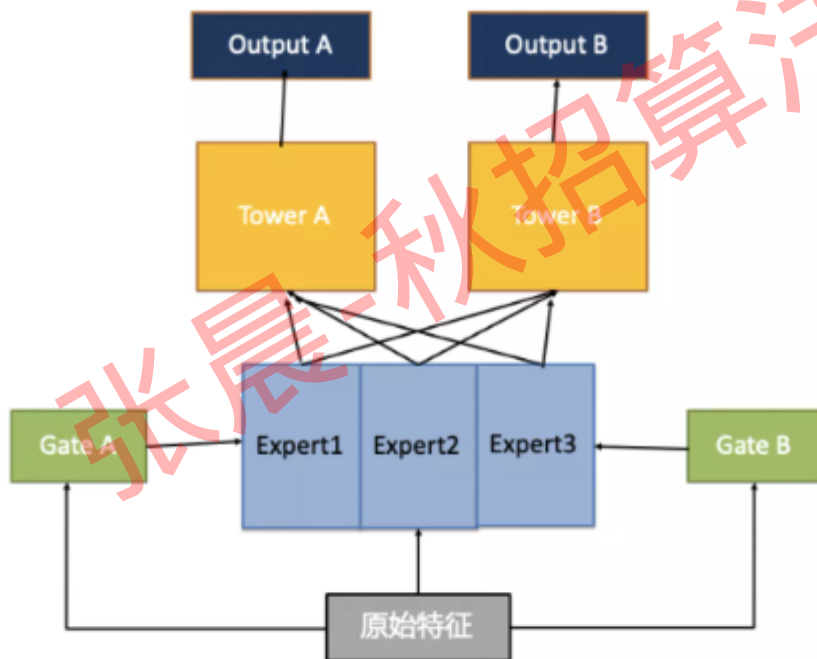 Output A
Output B
Tower A
Tower B
Gate A
Expert1
Expert2
Expert3
Gate B
原始特征
张晨-秋招算法